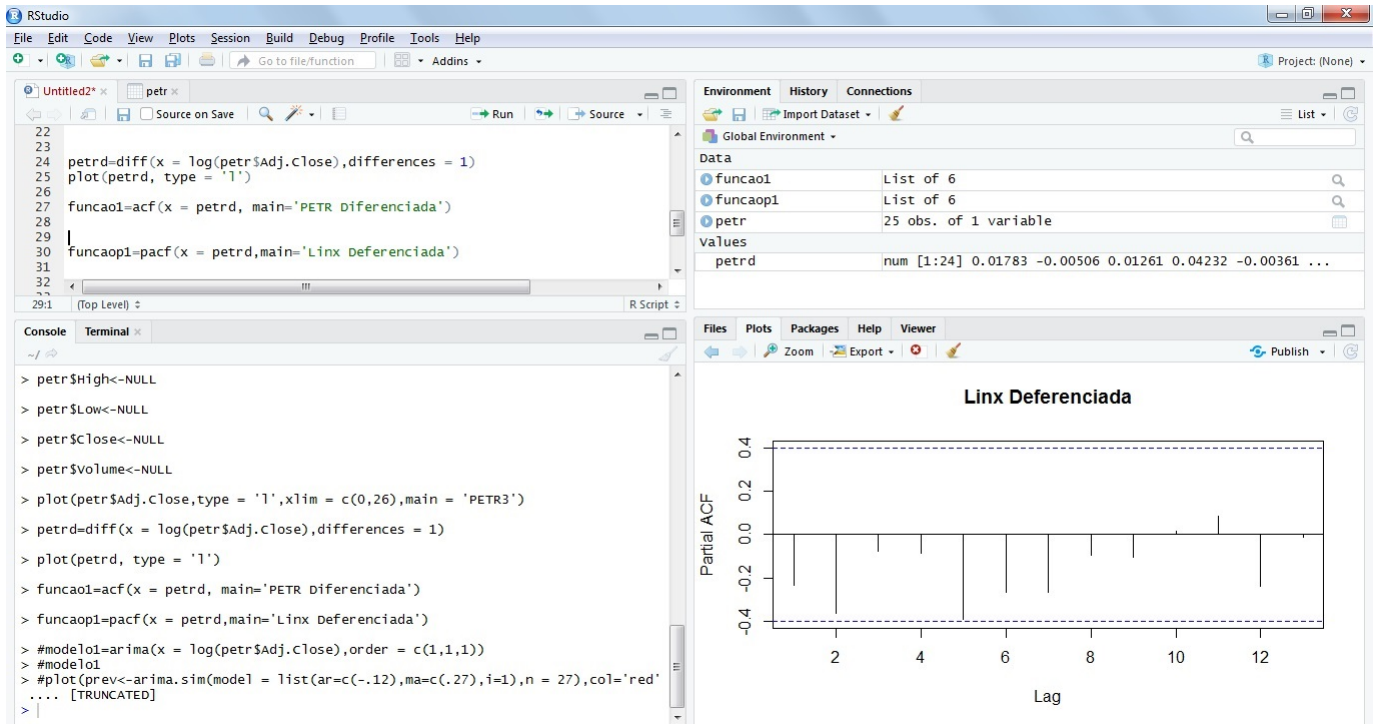 RStudio
File Edit Code View Plots Session Build Debug Profile Tools Help
Go to file/function
Addins
Project: (None)
Untitled2*
petr
Source on Save
Run
Source
22
23
24 petrd=diff(x = log(petr$Adj.Close),differences = 1)
25 plot(petrd, type = 'l')
26
27 funcao1=acf(x = petrd, main='PETR Diferenciada')
28
29
30 funcaop1=pacf(x = petrd,main='Linx Deferenciada')
31
32
29:1 (Top Level) R Script
Console Terminal
~/
> petr$High<-NULL
> petr$Low<-NULL
> petr$Close<-NULL
> petr$Volume<-NULL
> plot(petr$Adj.Close,type = 'l',xlim = c(0,26),main = 'PETR3')
> petrd=diff(x = log(petr$Adj.Close),differences = 1)
> plot(petrd, type = 'l')
> funcao1=acf(x = petrd, main='PETR Diferenciada')
> funcaop1=pacf(x = petrd,main='Linx Deferenciada')
> #modelo1=arima(x = log(petr$Adj.Close),order = c(1,1,1))
> #modelo1
> #plot(prev<-arima.sim(model = list(ar=c(-.12),ma=c(.27),i=1),n = 27),col='red'
.... [TRUNCATED]
>
Environment History Connections
Import Dataset
List
Global Environment
Data
funcao1 List of 6
funcaop1 List of 6
petr 25 obs. of 1 variable
Values
petrd num [1:24] 0.01783 -0.00506 0.01261 0.04232 -0.00361 ...
Files Plots Packages Help Viewer
Zoom Export Publish
Linx Deferenciada
Partial ACF
0.4
0.2
0.0
-0.2
-0.4
2 4 6 8 10 12
Lag